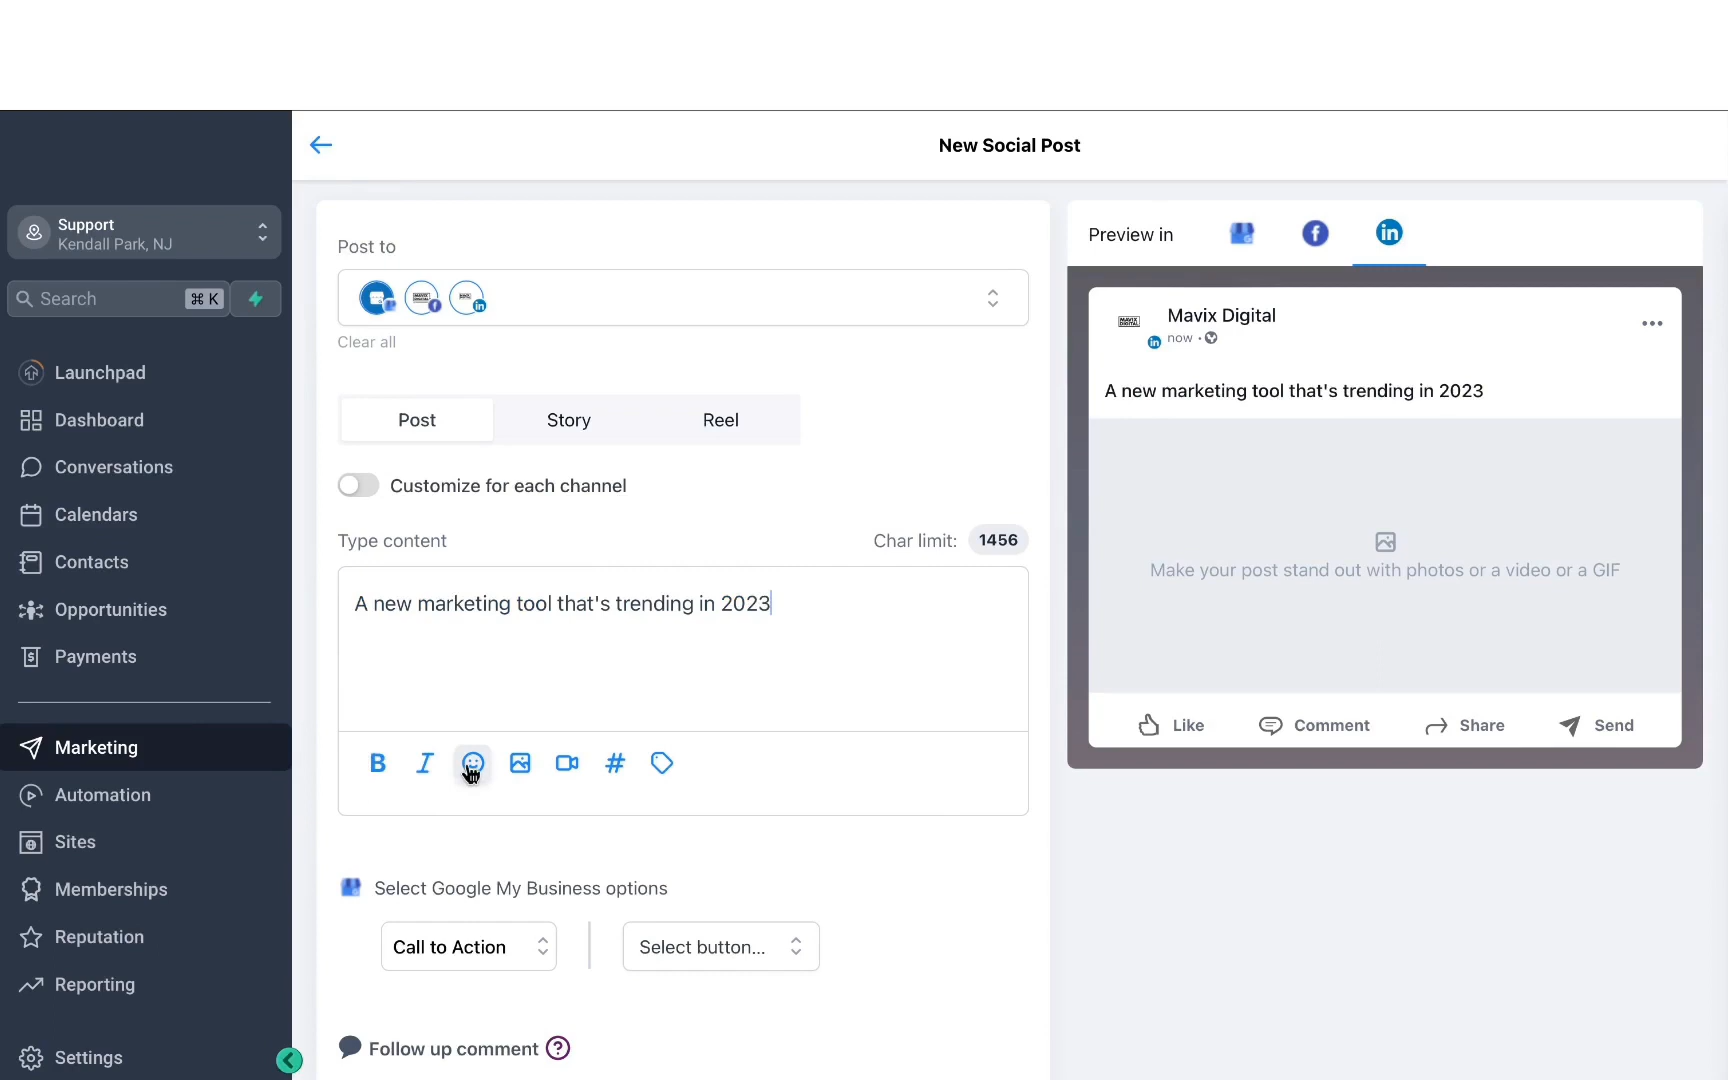 New Social Post
Support
Kendall Park, NJ
Search
⌘ K
Launchpad
Dashboard
Conversations
Calendars
Contacts
Opportunities
Payments
Marketing
Automation
Sites
Memberships
Reputation
Reporting
Settings
Post to
Clear all
Post Story Reel
Customize for each channel
Type content Char limit: 1456
A new marketing tool that's trending in 2023
B I #
Select Google My Business options
Call to Action Select button...
Follow up comment ?
Preview in f in
MAVIX
DIGITAL
Mavix Digital
in now •
A new marketing tool that's trending in 2023
Make your post stand out with photos or a video or a GIF
Like Comment Share Send